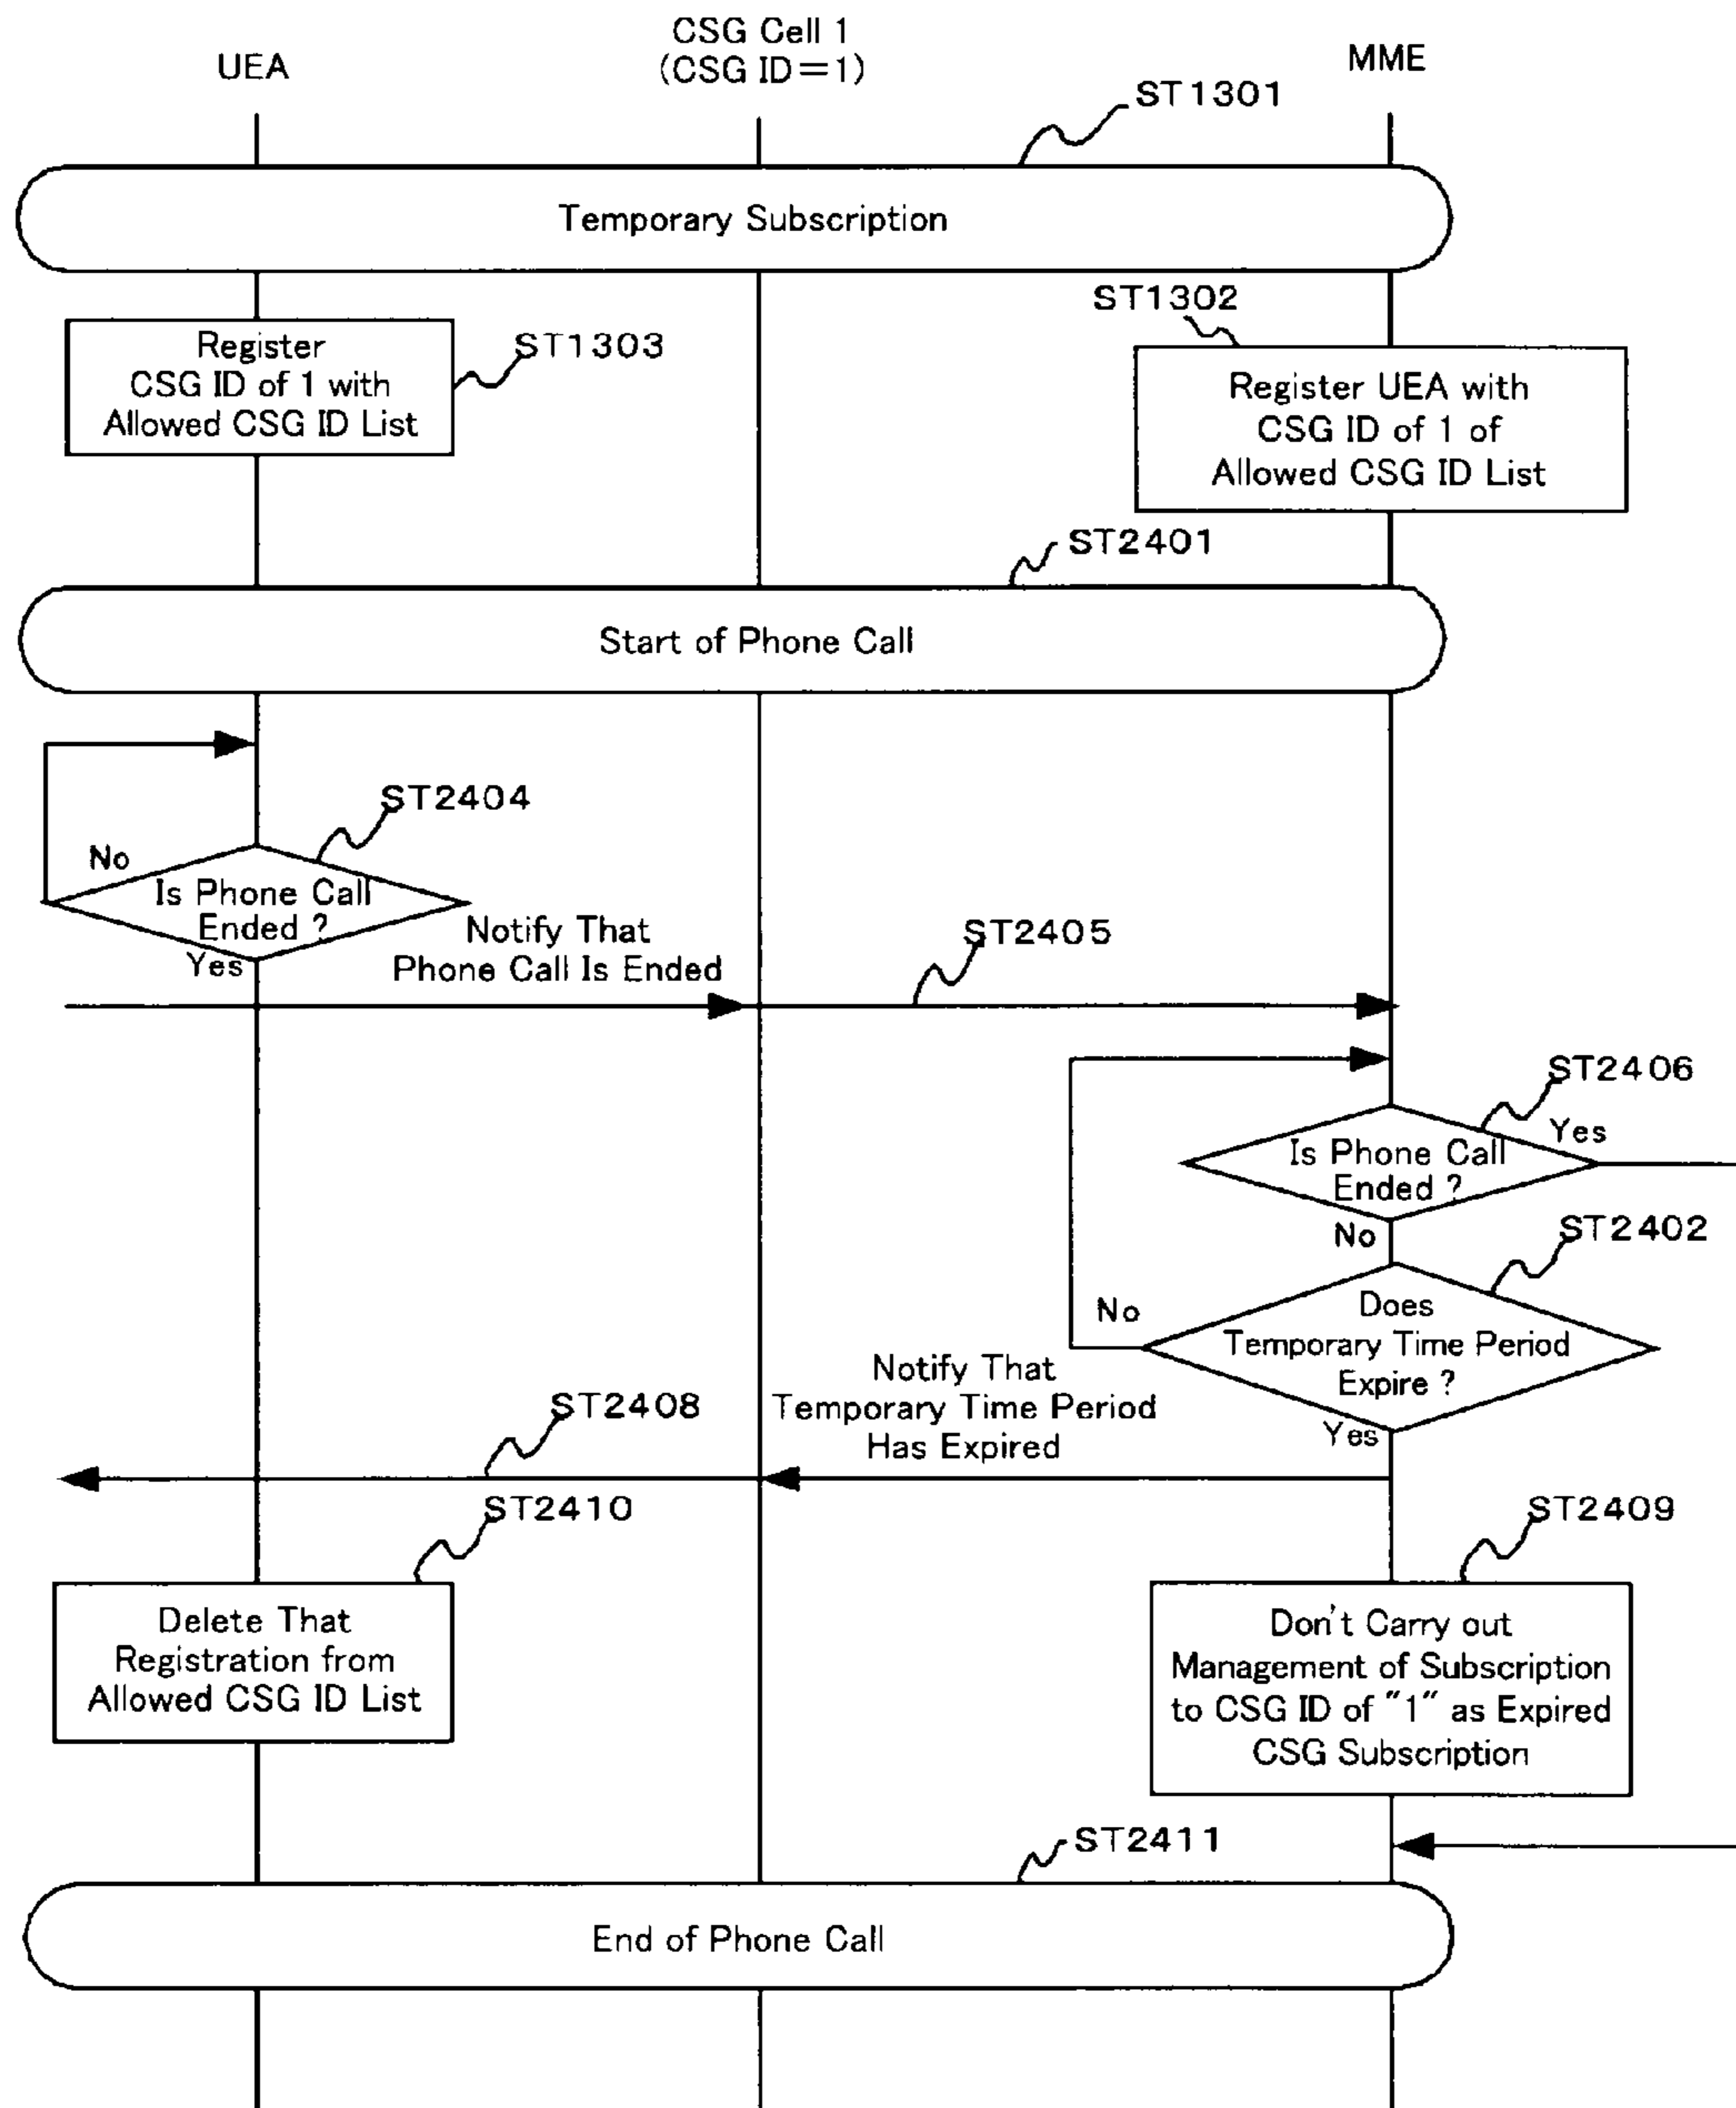 UEA
CSG Cell 1
(CSG ID=1)
MME
ST1301
Temporary Subscription
ST1302
Register
CSG ID of 1 with
Allowed CSG ID List
ST1303
Register UEA with
CSG ID of 1 of
Allowed CSG ID List
ST2401
Start of Phone Call
ST2404
No
Is Phone Call
Ended ?
Yes
Notify That
Phone Call Is Ended
ST2405
ST2406
Yes
Is Phone Call
Ended ?
No
ST2402
No
Does
Temporary Time Period
Expire ?
Yes
Notify That
Temporary Time Period
Has Expired
ST2408
ST2410
ST2409
Delete That
Registration from
Allowed CSG ID List
Don't Carry out
Management of Subscription
to CSG ID of "1" as Expired
CSG Subscription
ST2411
End of Phone Call